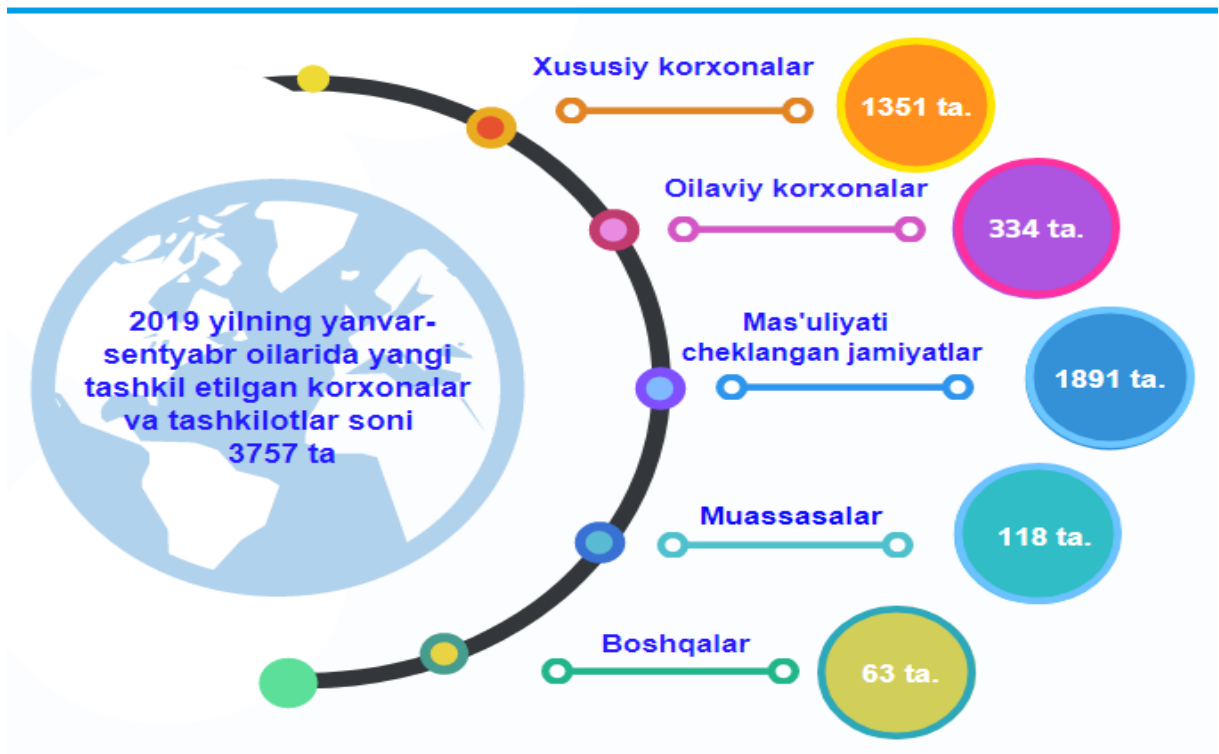 Xususiy korxonalar
1351 ta.
Oilaviy korxonalar
334 ta.
2019 yilning yanvar-
sentyabr oilarida yangi
tashkil etilgan korxonalar
va tashkilotlar soni
3757 ta
Mas'uliyati
cheklangan jamiyatlar
1891 ta.
Muassasalar
118 ta.
Boshqalar
63 ta.